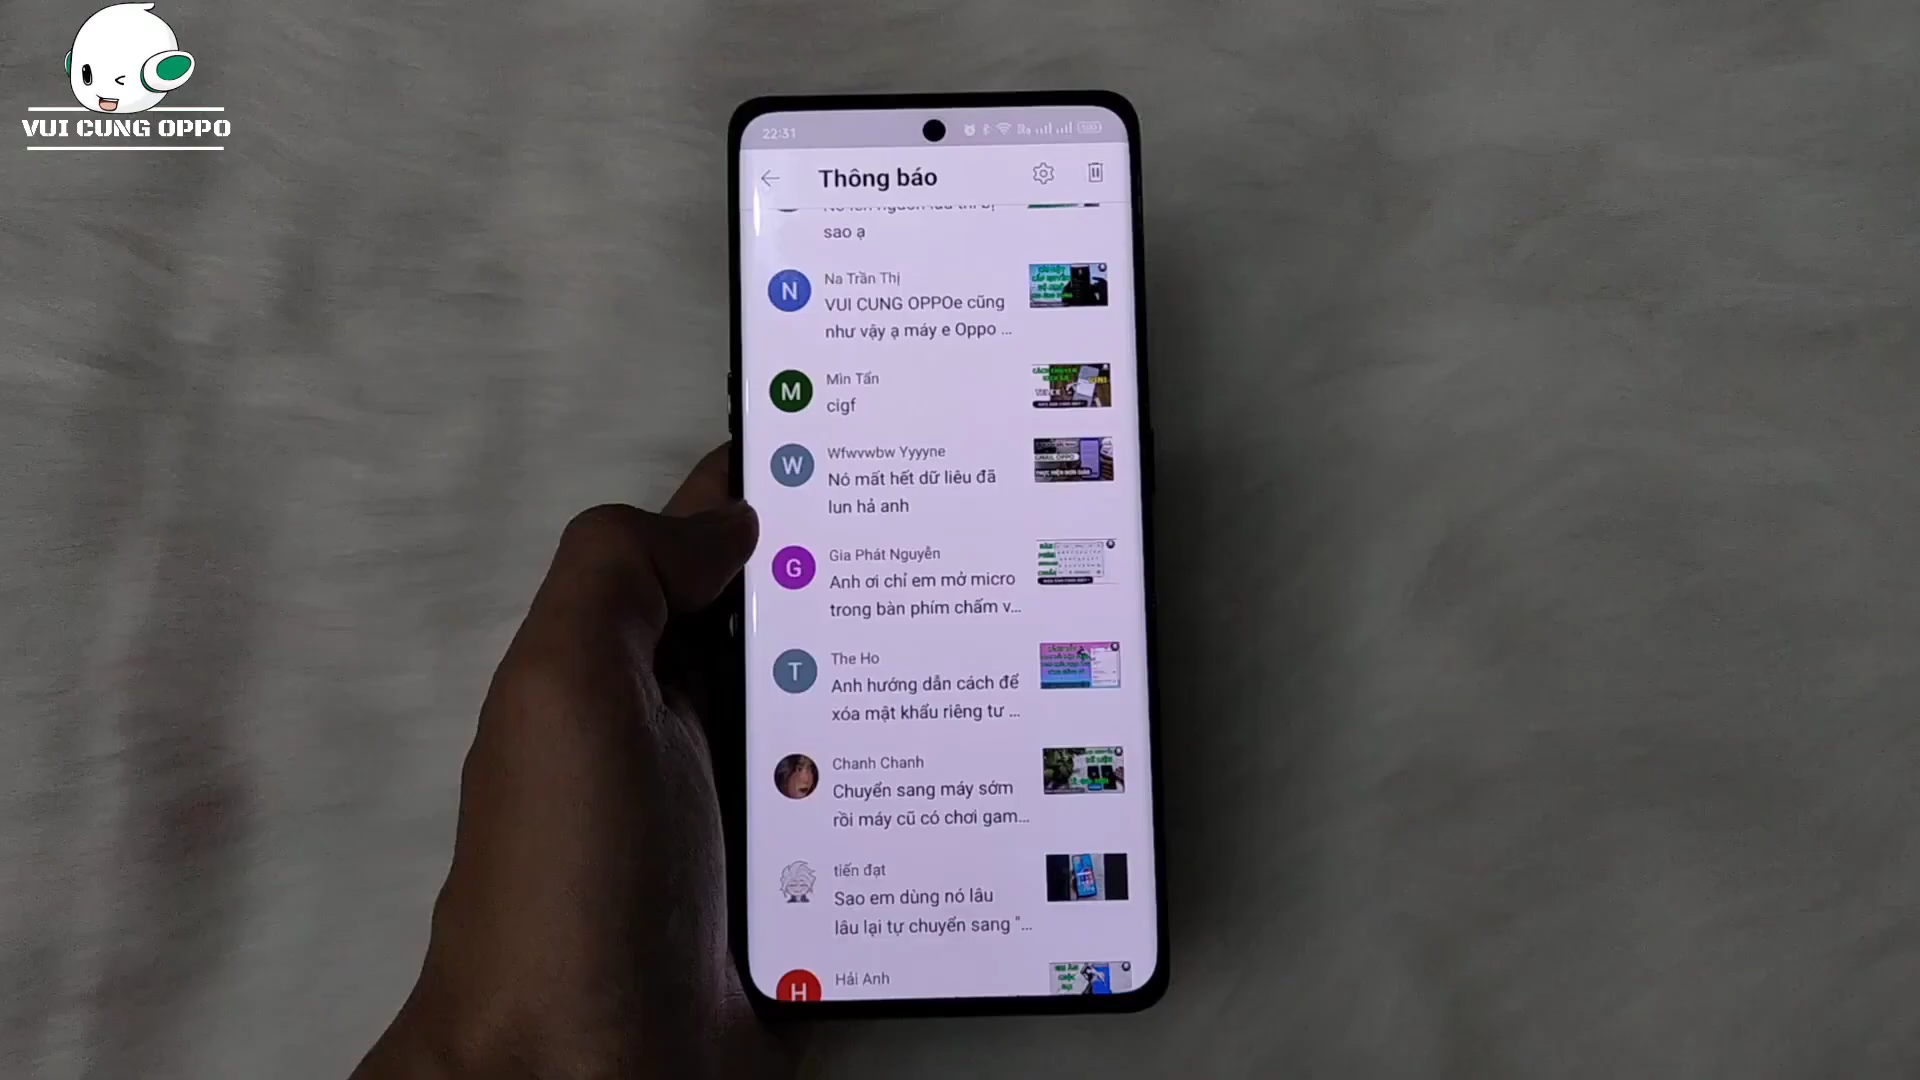 VUI CUNG OPPO
22:31
Thông báo
sao ạ
Na Trần Thị
VUI CUNG OPPOe cũng
như vậy ạ máy e Oppo ...
Mìn Tấn
cigf
Wfwvwbw Yyyyne
Nó mất hết dữ liêu đã
lun hả anh
Gia Phát Nguyễn
Anh ơi chỉ em mở micro
trong bàn phím chấm v...
The Ho
Anh hướng dẫn cách để
xóa mật khẩu riêng tư ...
Chanh Chanh
Chuyển sang máy sớm
rồi máy cũ có chơi gam...
tiến đạt
Sao em dùng nó lâu
lâu lại tự chuyển sang "...
Hải Anh
N
M
W
G
T
H